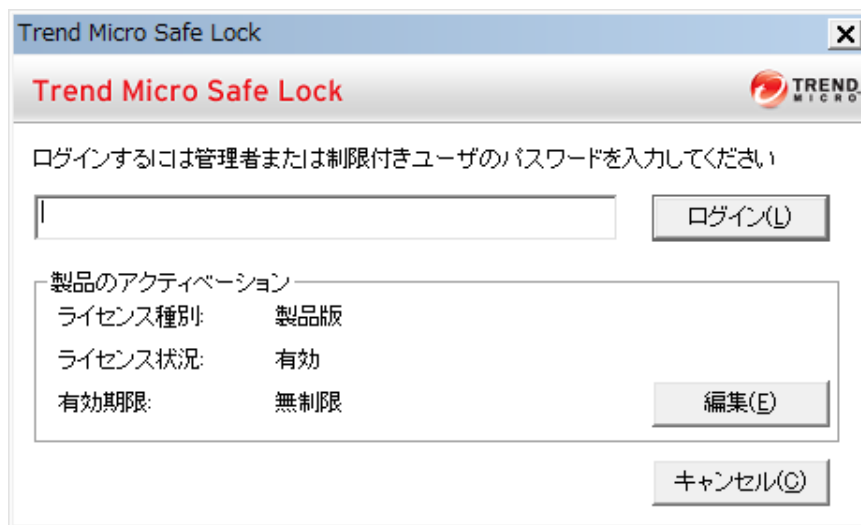 Trend Micro Safe Lock
Trend Micro Safe Lock
TREND MICRO
ログインするには管理者または制限付きユーザのパスワードを入力してください
ログイン(L)
製品のアクティベーション
ライセンス種別: 製品版
ライセンス状況: 有効
有効期限: 無制限
編集(E)
キャンセル(C)